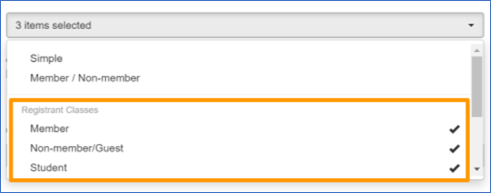 3 items selected
Simple
Member / Non-member
Registrant Classes
Member
Non-member/Guest
Student